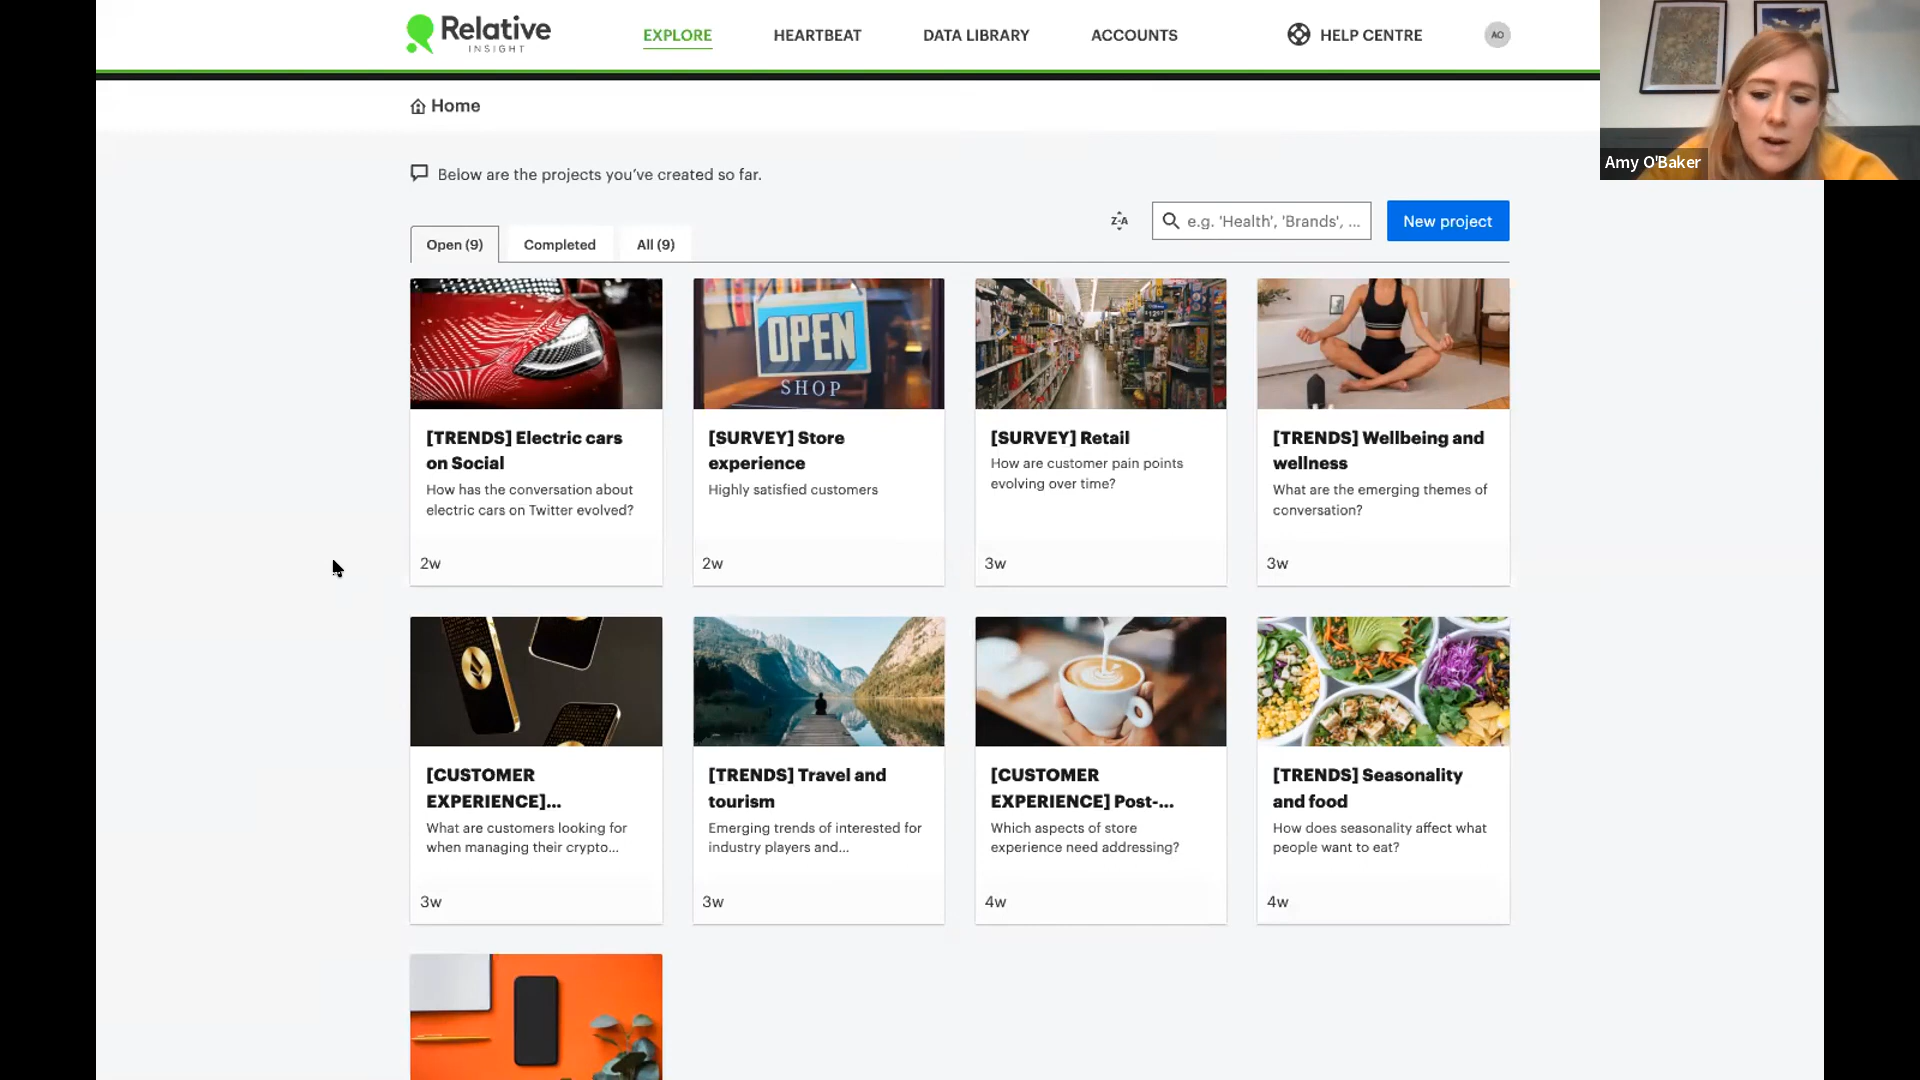 Relative
INSIGHT
EXPLORE
HEARTBEAT
DATA LIBRARY
ACCOUNTS
HELP CENTRE
AO
Amy O'Baker
Home
Below are the projects you've created so far.
Z-A
e.g. 'Health', 'Brands', ...
New project
Open (9)
Completed
All (9)
OPEN
SHOP
[TRENDS] Electric cars
on Social
How has the conversation about
electric cars on Twitter evolved?
2w
[SURVEY] Store
experience
Highly satisfied customers
2w
[SURVEY] Retail
How are customer pain points
evolving over time?
3w
[TRENDS] Wellbeing and
wellness
What are the emerging themes of
conversation?
3w
[CUSTOMER
EXPERIENCE]...
What are customers looking for
when managing their crypto...
3w
[TRENDS] Travel and
tourism
Emerging trends of interested for
industry players and...
3w
[CUSTOMER
EXPERIENCE] Post-...
Which aspects of store
experience need addressing?
4w
[TRENDS] Seasonality
and food
How does seasonality affect what
people want to eat?
4w